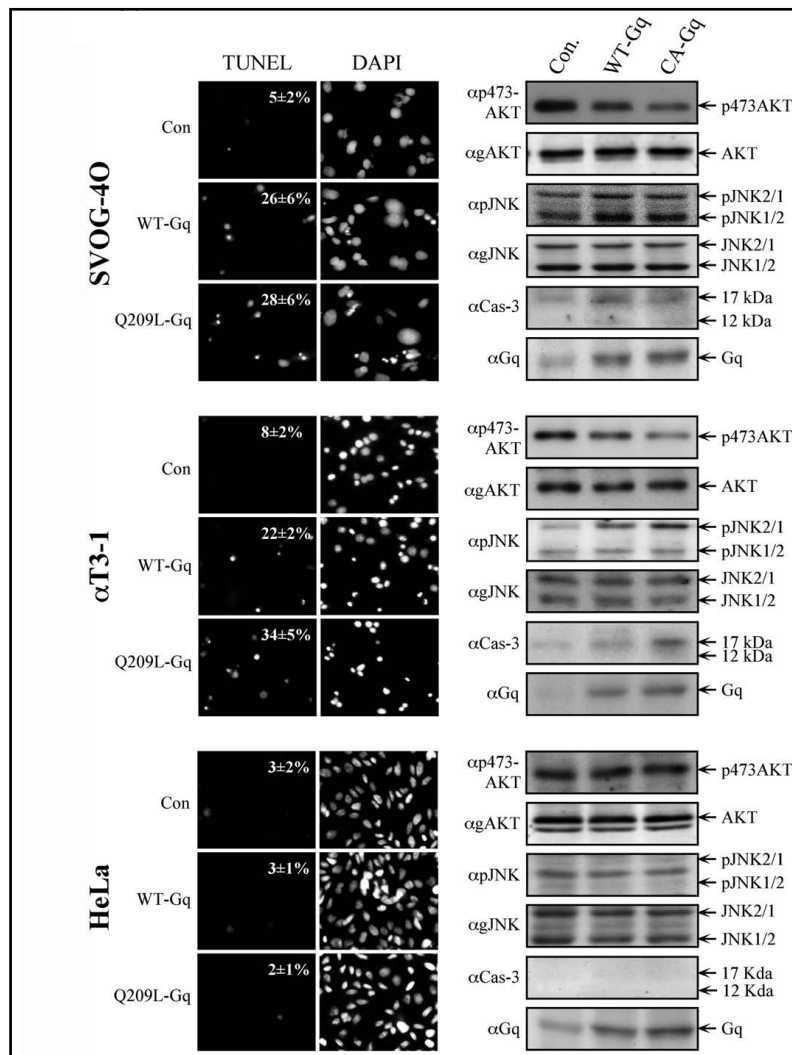 TUNEL DAPI
Con. WT-Gq CA-Gq
SVOG-4O
Con
5±2%
WT-Gq
26±6%
Q209L-Gq
28±6%
αp473-
AKT
p473AKT
αgAKT
AKT
αpJNK
pJNK2/1
pJNK1/2
αgJNK
JNK2/1
JNK1/2
αCas-3
17 kDa
12 kDa
αGq
Gq
αT3-1
Con
8±2%
WT-Gq
22±2%
Q209L-Gq
34±5%
αp473-
AKT
p473AKT
αgAKT
AKT
αpJNK
pJNK2/1
pJNK1/2
αgJNK
JNK2/1
JNK1/2
αCas-3
17 kDa
12 kDa
αGq
Gq
HeLa
Con
3±2%
WT-Gq
3±1%
Q209L-Gq
2±1%
αp473-
AKT
p473AKT
αgAKT
AKT
αpJNK
pJNK2/1
pJNK1/2
αgJNK
JNK2/1
JNK1/2
αCas-3
17 Kda
12 Kda
αGq
Gq